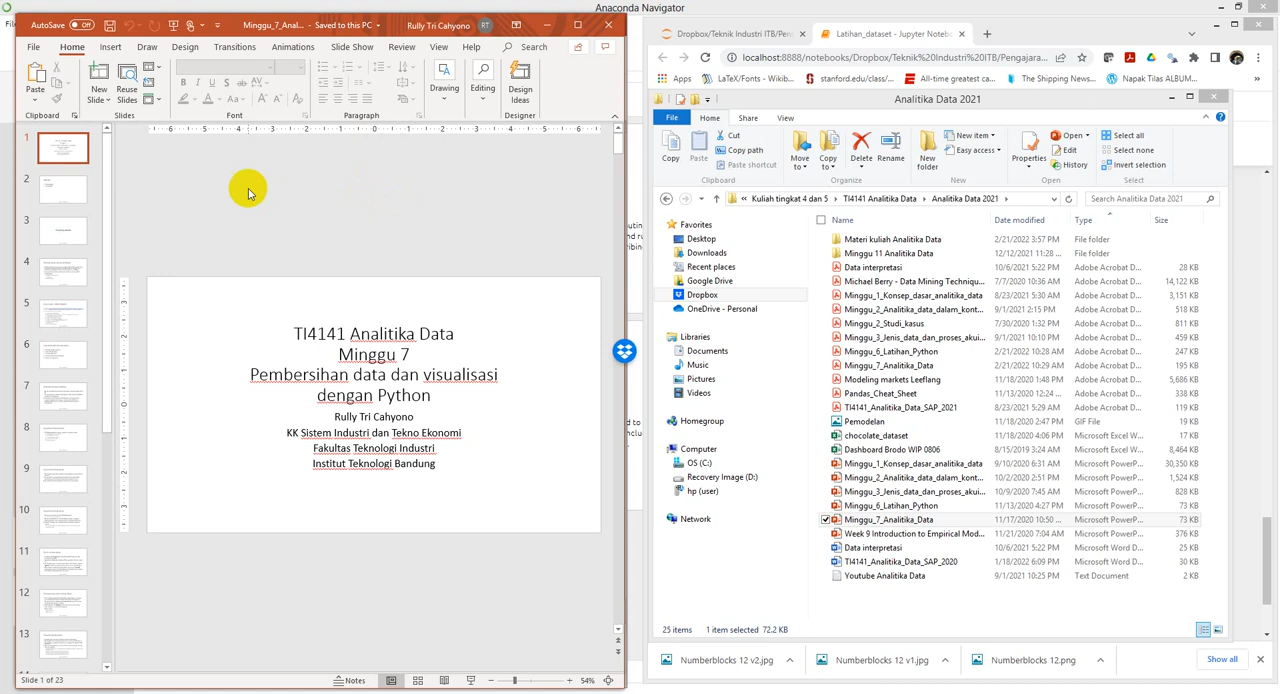 Anaconda Navigator
AutoSave Off
Minggu_7_Anal... - Saved to this PC
Rully Tri Cahyono RT
File Home Insert Draw Design Transitions Animations Slide Show Review View Help Search
Paste
New
Slide
Reuse
Slides
Drawing
Editing
Design
Ideas
Clipboard
Slides
Font
Paragraph
Designer
1
2
3
4
5
6
7
8
9
10
11
12
13
TI4141 Analitika Data
Minggu 7
Pembersihan data dan visualisasi
dengan Python
Rully Tri Cahyono
KK Sistem Industri dan Tekno Ekonomi
Fakultas Teknologi Industri
Institut Teknologi Bandung
Slide 1 of 23
Notes
54%
Dropbox/Teknik Industri ITB/Pen
Latihan_dataset - Jupyter Notebook
localhost:8888/notebooks/Dropbox/Teknik%20Industri%20ITB/Pengajara...
Apps
LaTeX/Fonts - Wikib...
stanford.edu/class/...
All-time greatest ca...
The Shipping News...
Napak Tilas ALBUM...
Analitika Data 2021
File Home Share View
Copy
Paste
Cut
Copy path
Paste shortcut
Move
to
Copy
to
Delete
Rename
New
folder
New item
Easy access
Properties
Open
Edit
History
Select all
Select none
Invert selection
Clipboard
Organize
New
Open
Select
« Kuliah tingkat 4 dan 5 TI4141 Analitika Data Analitika Data 2021
Search Analitika Data 2021
Favorites
Desktop
Downloads
Recent places
Google Drive
Dropbox
OneDrive - Personal
Libraries
Documents
Music
Pictures
Videos
Homegroup
Computer
OS (C:)
Recovery Image (D:)
hp (user)
Network
Name Date modified Type Size
Materi kuliah Analitika Data 2/21/2022 3:57 PM File folder
Minggu 11 Analitika Data 12/12/2021 11:28 ... File folder
Data interpretasi 10/6/2021 5:22 PM Adobe Acrobat D... 28 KB
Michael Berry - Data Mining Techniqu... 7/7/2020 10:36 AM Adobe Acrobat D... 14,122 KB
Minggu_1_Konsep_dasar_analitika_data 8/23/2021 5:30 AM Adobe Acrobat D... 3,151 KB
Minggu_2_Analitika_data_dalam_kont... 9/1/2021 2:15 PM Adobe Acrobat D... 518 KB
Minggu_2_Studi_kasus 7/30/2020 1:32 PM Adobe Acrobat D... 811 KB
Minggu_3_Jenis_data_dan_proses_akui... 9/1/2021 10:10 PM Adobe Acrobat D... 459 KB
Minggu_6_Latihan_Python 2/21/2022 10:28 AM Adobe Acrobat D... 247 KB
Minggu_7_Analitika_Data 2/21/2022 10:29 AM Adobe Acrobat D... 195 KB
Modeling markets Leeflang 11/18/2020 1:48 PM Adobe Acrobat D... 5,686 KB
Pandas_Cheat_Sheet 11/13/2020 12:24 ... Adobe Acrobat D... 338 KB
TI4141_Analitika_Data_SAP_2021 8/23/2021 5:29 AM Adobe Acrobat D... 119 KB
Pemodelan 11/18/2020 2:47 PM GIF File 21 KB
chocolate_dataset 11/18/2020 4:06 PM Microsoft Excel W... 17 KB
Dashboard Brodo WIP 0806 8/15/2019 3:24 PM Microsoft Excel W... 8,464 KB
Minggu_1_Konsep_dasar_analitika_data 9/10/2020 6:31 AM Microsoft PowerP... 30,350 KB
Minggu_2_Analitika_data_dalam_kont... 10/2/2020 2:51 PM Microsoft PowerP... 1,524 KB
Minggu_3_Jenis_data_dan_proses_akui... 10/9/2020 7:45 AM Microsoft PowerP... 828 KB
Minggu_6_Latihan_Python 11/13/2020 4:27 PM Microsoft PowerP... 73 KB
Minggu_7_Analitika_Data 11/17/2020 10:50 ... Microsoft PowerP... 73 KB
Week 9 Introduction to Empirical Mod... 11/21/2020 7:04 AM Microsoft PowerP... 376 KB
Data interpretasi 10/6/2021 5:22 PM Microsoft Word D... 25 KB
TI4141_Analitika_Data_SAP_2020 1/18/2022 6:09 PM Microsoft Word D... 30 KB
Youtube Analitika Data 9/1/2021 10:25 PM Text Document 2 KB
25 items 1 item selected 72.2 KB
Numberblocks 12 v2.jpg
Numberblocks 12 v1.jpg
Numberblocks 12.png
Show all